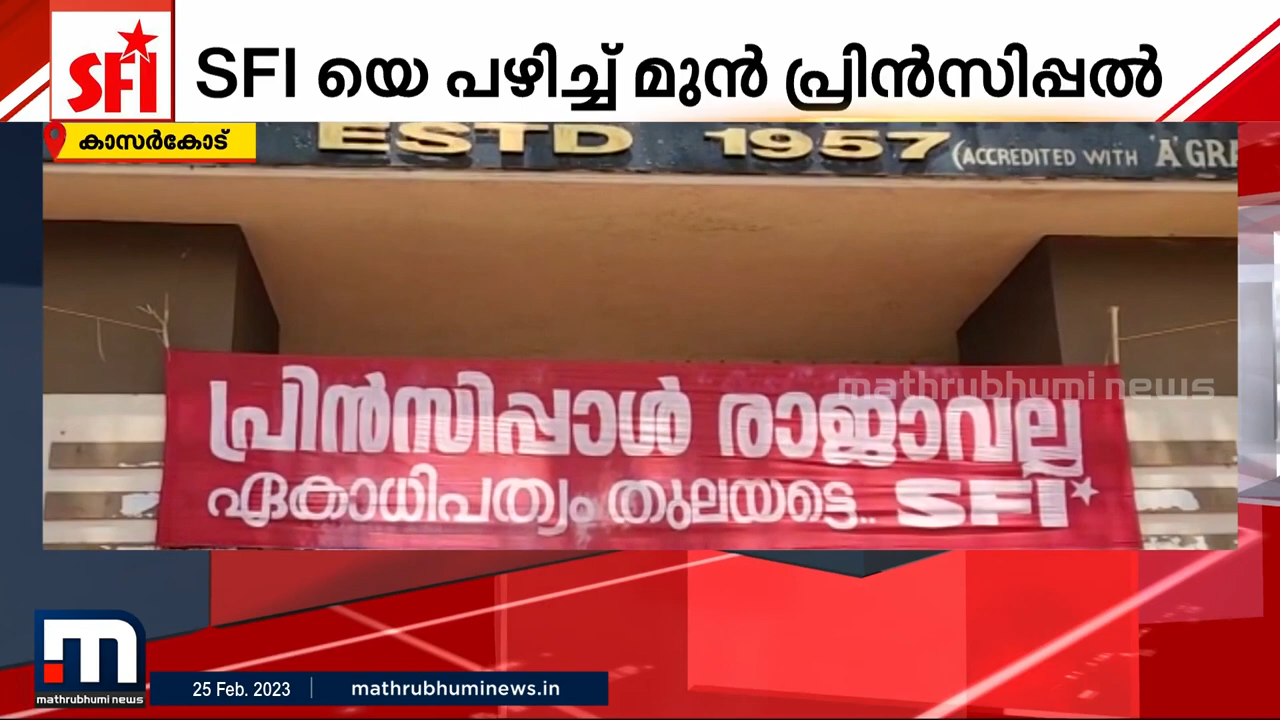 SFI
SFI യെ പഴിച്ച് മുൻ പ്രിൻസിപ്പൽ
കാസർകോട്
ESTD 1957 (ACCREDITED WITH 'A' GRA
mathrubhumi news
പ്രിൻസിപ്പാൾ രാജാവല്ല
ഏകാധിപത്വം തുലയട്ടെ.. SFI
mathrubhumi news
25 Feb. 2023
mathrubhuminews.in